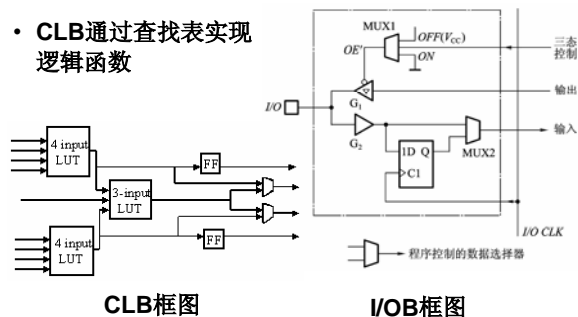 • CLB通过查找表实现
逻辑函数
4 input
LUT
FF
3-input
LUT
4 input
LUT
FF
CLB框图
MUX1
OFF(VCC)
OE'
ON
三态
控制
G1
输出
I/O
G2
输入
1D Q
MUX2
C1
I/O CLK
程序控制的数据选择器
I/OB框图